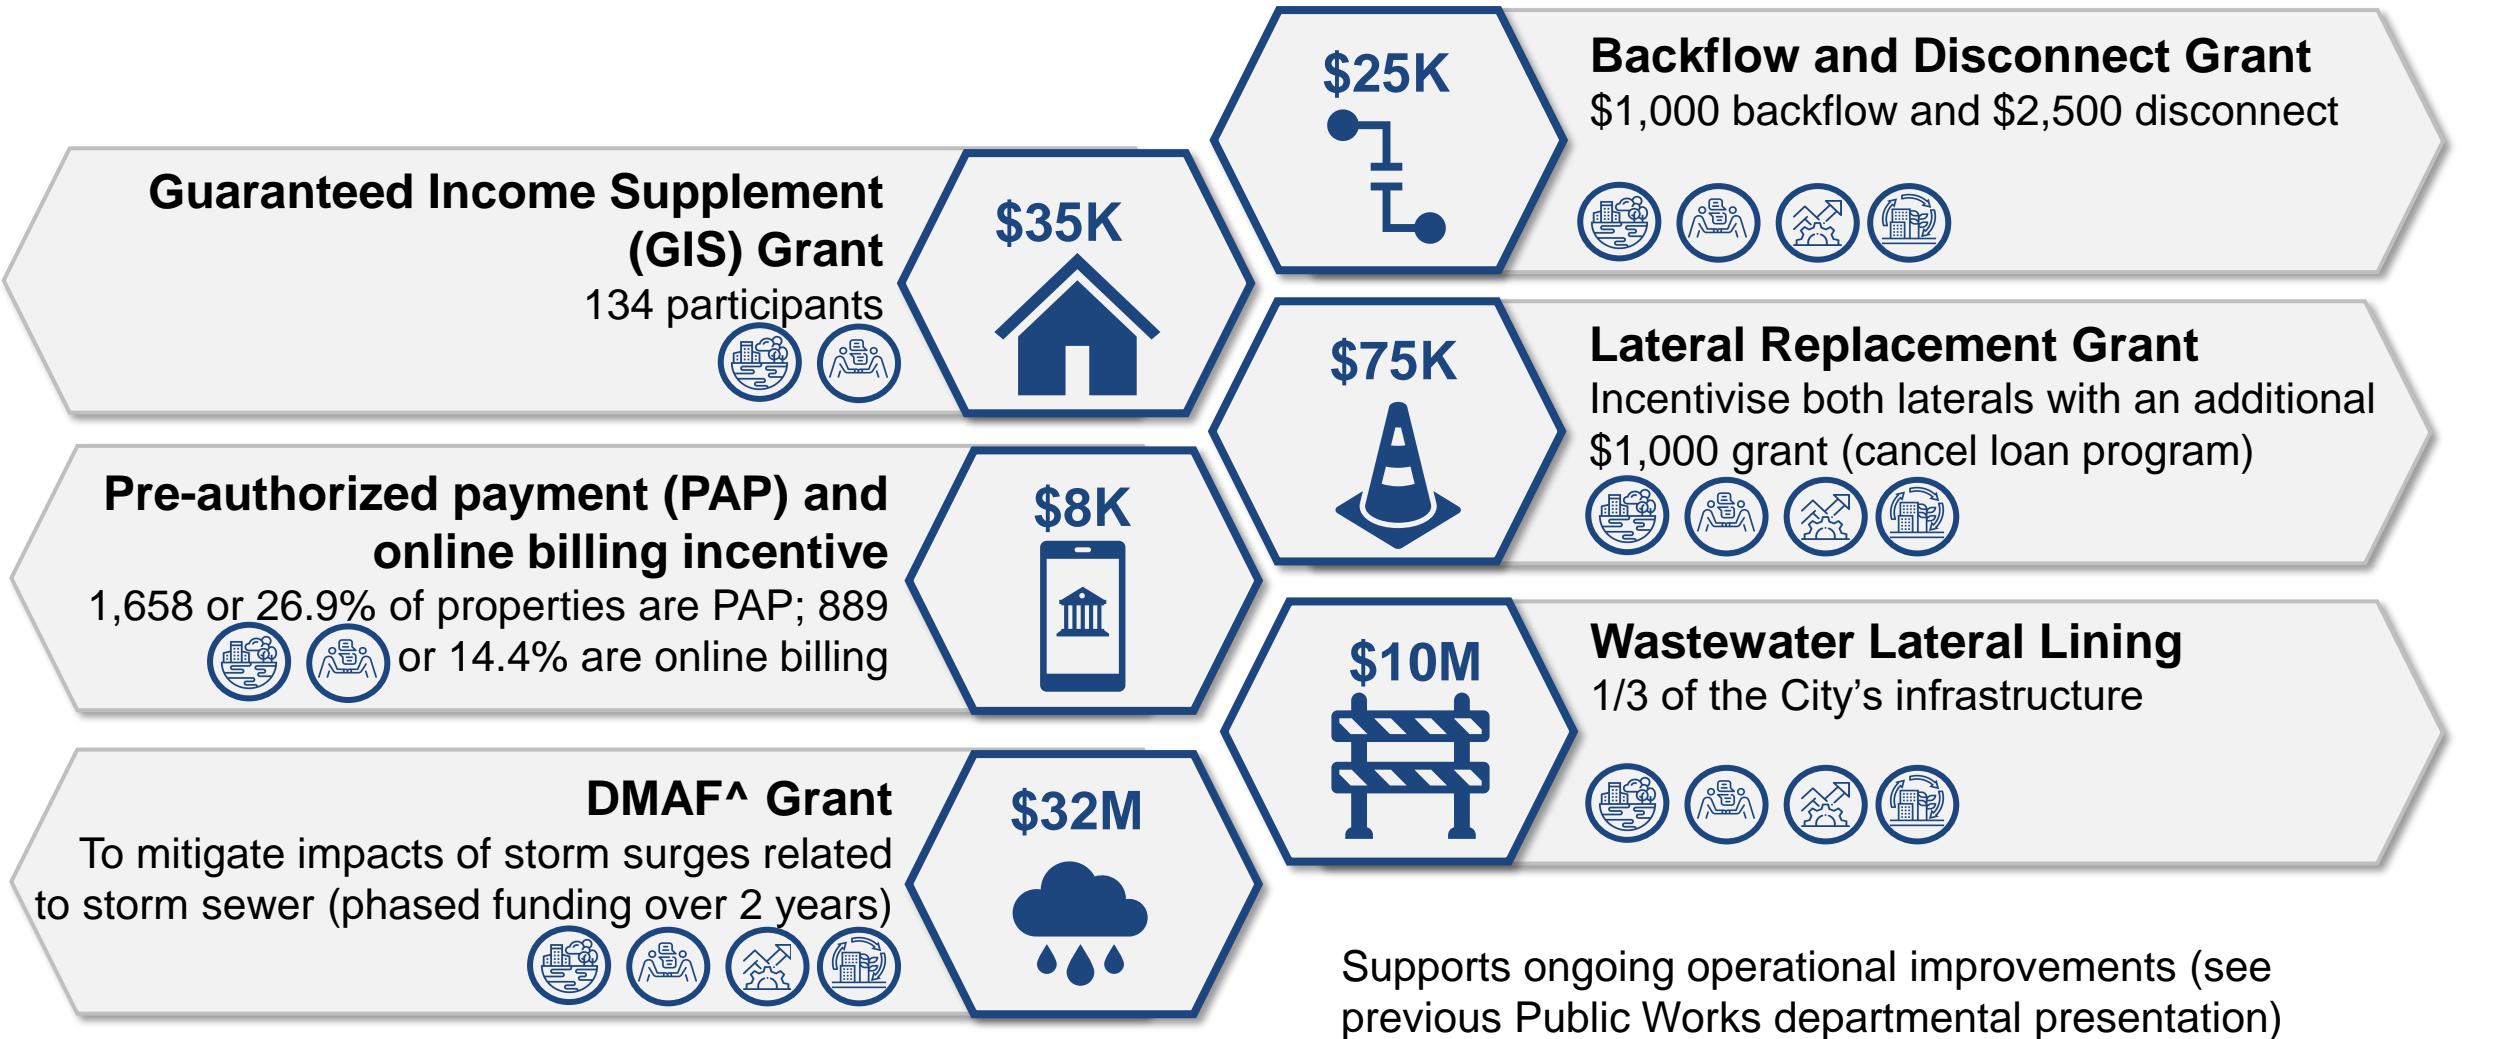 $35K
Guaranteed Income Supplement
(GIS) Grant
134 participants
$8K
Pre-authorized payment (PAP) and
online billing incentive
1,658 or 26.9% of properties are PAP; 889
or 14.4% are online billing
$32M
DMAF^ Grant
To mitigate impacts of storm surges related
to storm sewer (phased funding over 2 years)
$25K
Backflow and Disconnect Grant
$1,000 backflow and $2,500 disconnect
$75K
Lateral Replacement Grant
Incentivise both laterals with an additional
$1,000 grant (cancel loan program)
$10M
Wastewater Lateral Lining
1/3 of the City’s infrastructure
Supports ongoing operational improvements (see
previous Public Works departmental presentation)